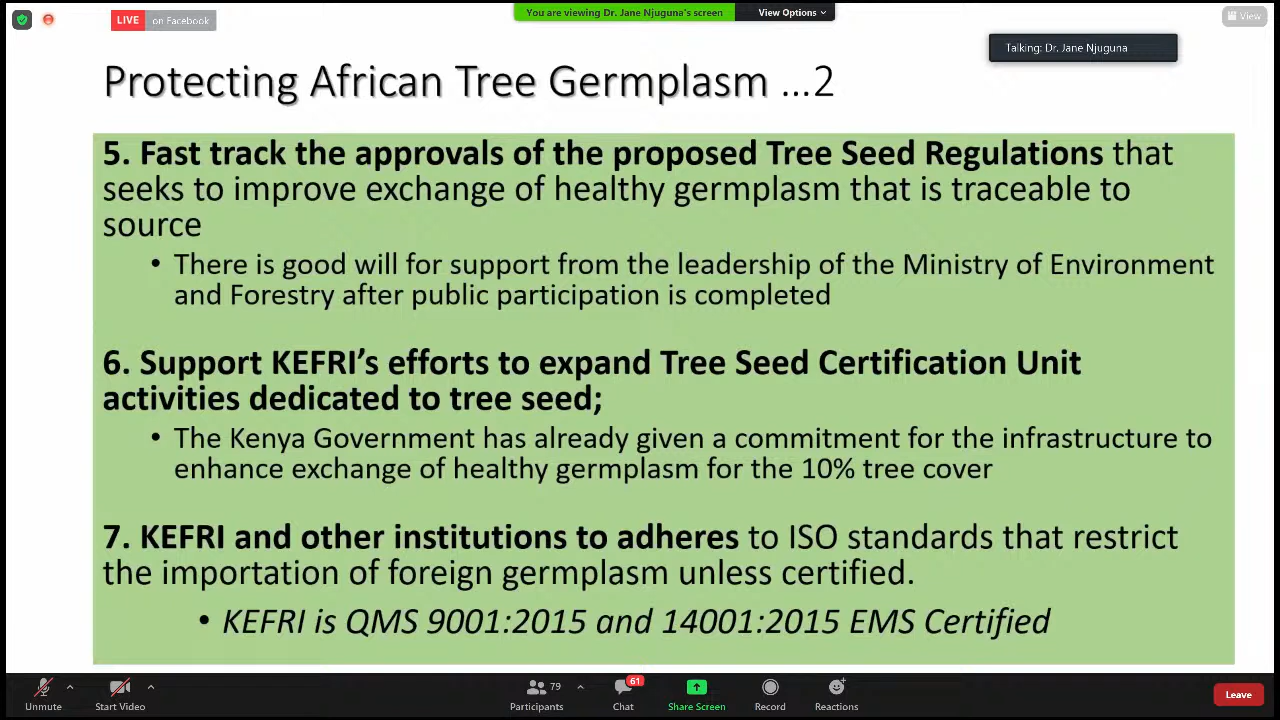 LIVE on Facebook
You are viewing Dr. Jane Njuguna's screen
View Options
View
Talking: Dr. Jane Njuguna
Protecting African Tree Germplasm ...2
5. Fast track the approvals of the proposed Tree Seed Regulations that
seeks to improve exchange of healthy germplasm that is traceable to
source
• There is good will for support from the leadership of the Ministry of Environment
and Forestry after public participation is completed
6. Support KEFRI’s efforts to expand Tree Seed Certification Unit
activities dedicated to tree seed;
• The Kenya Government has already given a commitment for the infrastructure to
enhance exchange of healthy germplasm for the 10% tree cover
7. KEFRI and other institutions to adheres to ISO standards that restrict
the importation of foreign germplasm unless certified.
• KEFRI is QMS 9001:2015 and 14001:2015 EMS Certified
Unmute
Start Video
79
Participants
61
Chat
Share Screen
Record
Reactions
Leave